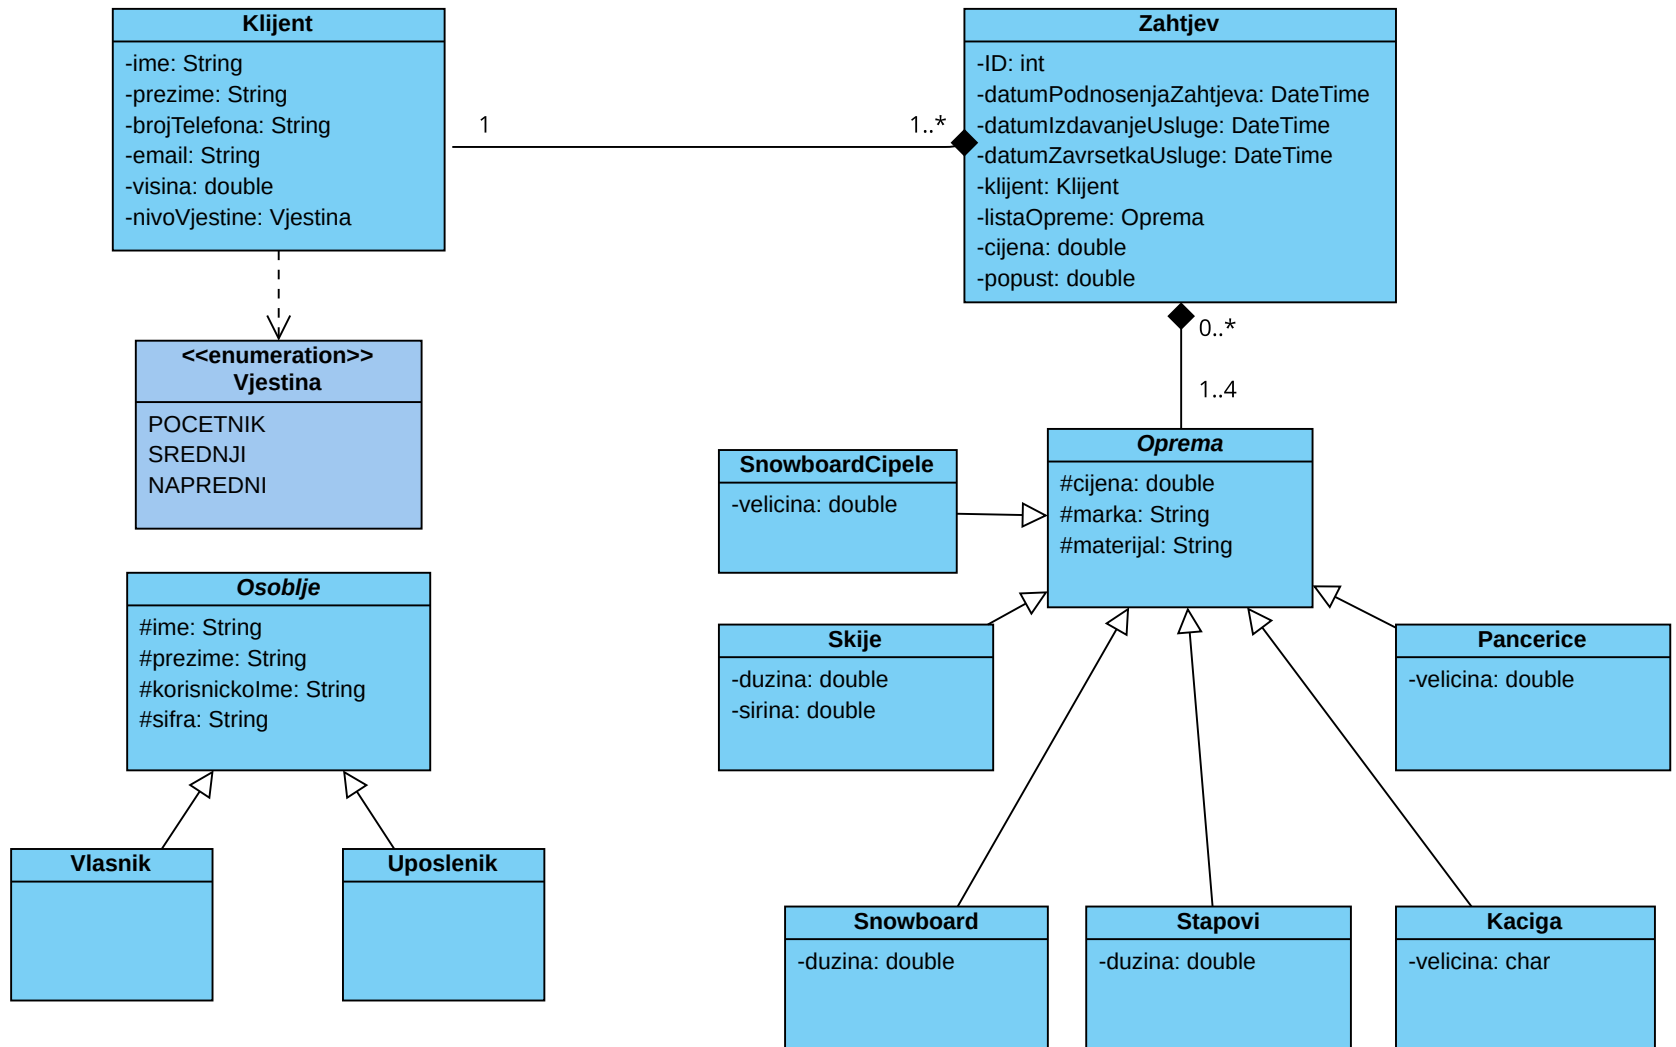 Klijent
-ime: String
-prezime: String
-brojTelefona: String
-email: String
-visina: double
-nivoVjestine: Vjestina
1
1..*
Zahtjev
-ID: int
-datumPodnosenjaZahtjeva: DateTime
-datumIzdavanjeUsluge: DateTime
-datumZavrsetkaUsluge: DateTime
-klijent: Klijent
-listaOpreme: Oprema
-cijena: double
-popust: double
0..*
1..4
<<enumeration>>
Vjestina
POCETNIK
SREDNJI
NAPREDNI
Oprema
#cijena: double
#marka: String
#materijal: String
SnowboardCipele
-velicina: double
Osoblje
#ime: String
#prezime: String
#korisnickoIme: String
#sifra: String
Skije
-duzina: double
-sirina: double
Pancerice
-velicina: double
Vlasnik
Uposlenik
Snowboard
-duzina: double
Stapovi
-duzina: double
Kaciga
-velicina: char